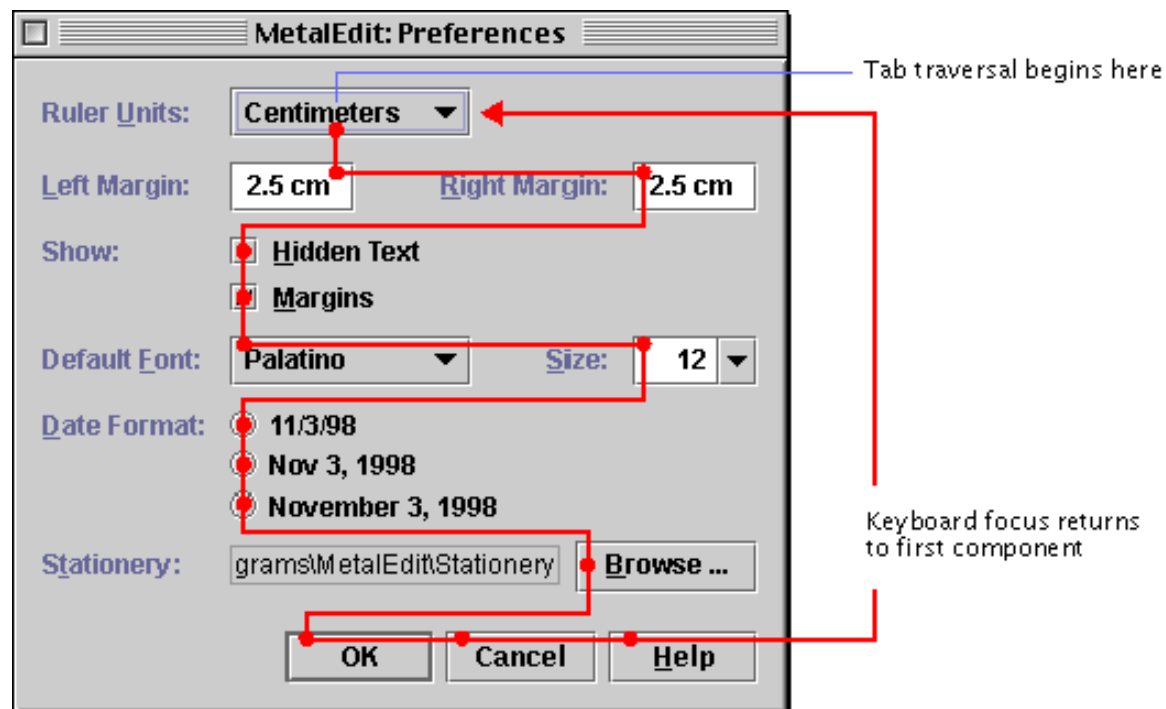 MetalEdit: Preferences
Tab traversal begins here
Ruler Units: Centimeters
Left Margin: 2.5 cm Right Margin: 2.5 cm
Show: Hidden Text
Margins
Default Font: Palatino Size: 12
Date Format: 11/3/98
Nov 3, 1998
November 3, 1998
Keyboard focus returns
to first component
Stationery: grams\MetalEdit\Stationery Browse ...
OK Cancel Help